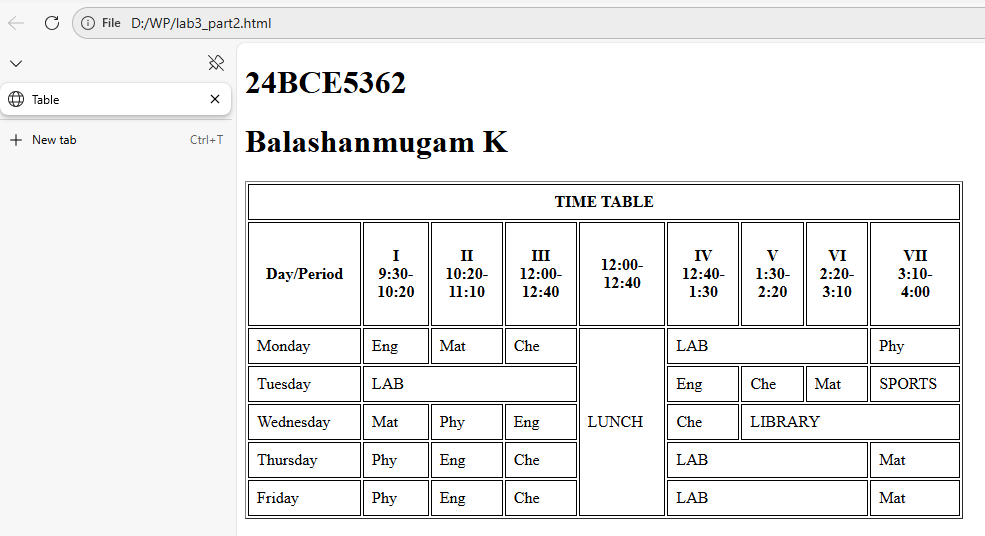 File D:/WP/lab3_part2.html
Table
New tab Ctrl+T
24BCE5362
Balashanmugam K
TIME TABLE
Day/Period I 9:30-10:20 II 10:20-11:10 III 12:00-12:40 12:00-12:40 IV 12:40-1:30 V 1:30-2:20 VI 2:20-3:10 VII 3:10-4:00
Monday Eng Mat Che LAB Phy
Tuesday LAB Eng Che Mat SPORTS
Wednesday Mat Phy Eng LUNCH Che LIBRARY
Thursday Phy Eng Che LAB Mat
Friday Phy Eng Che LAB Mat